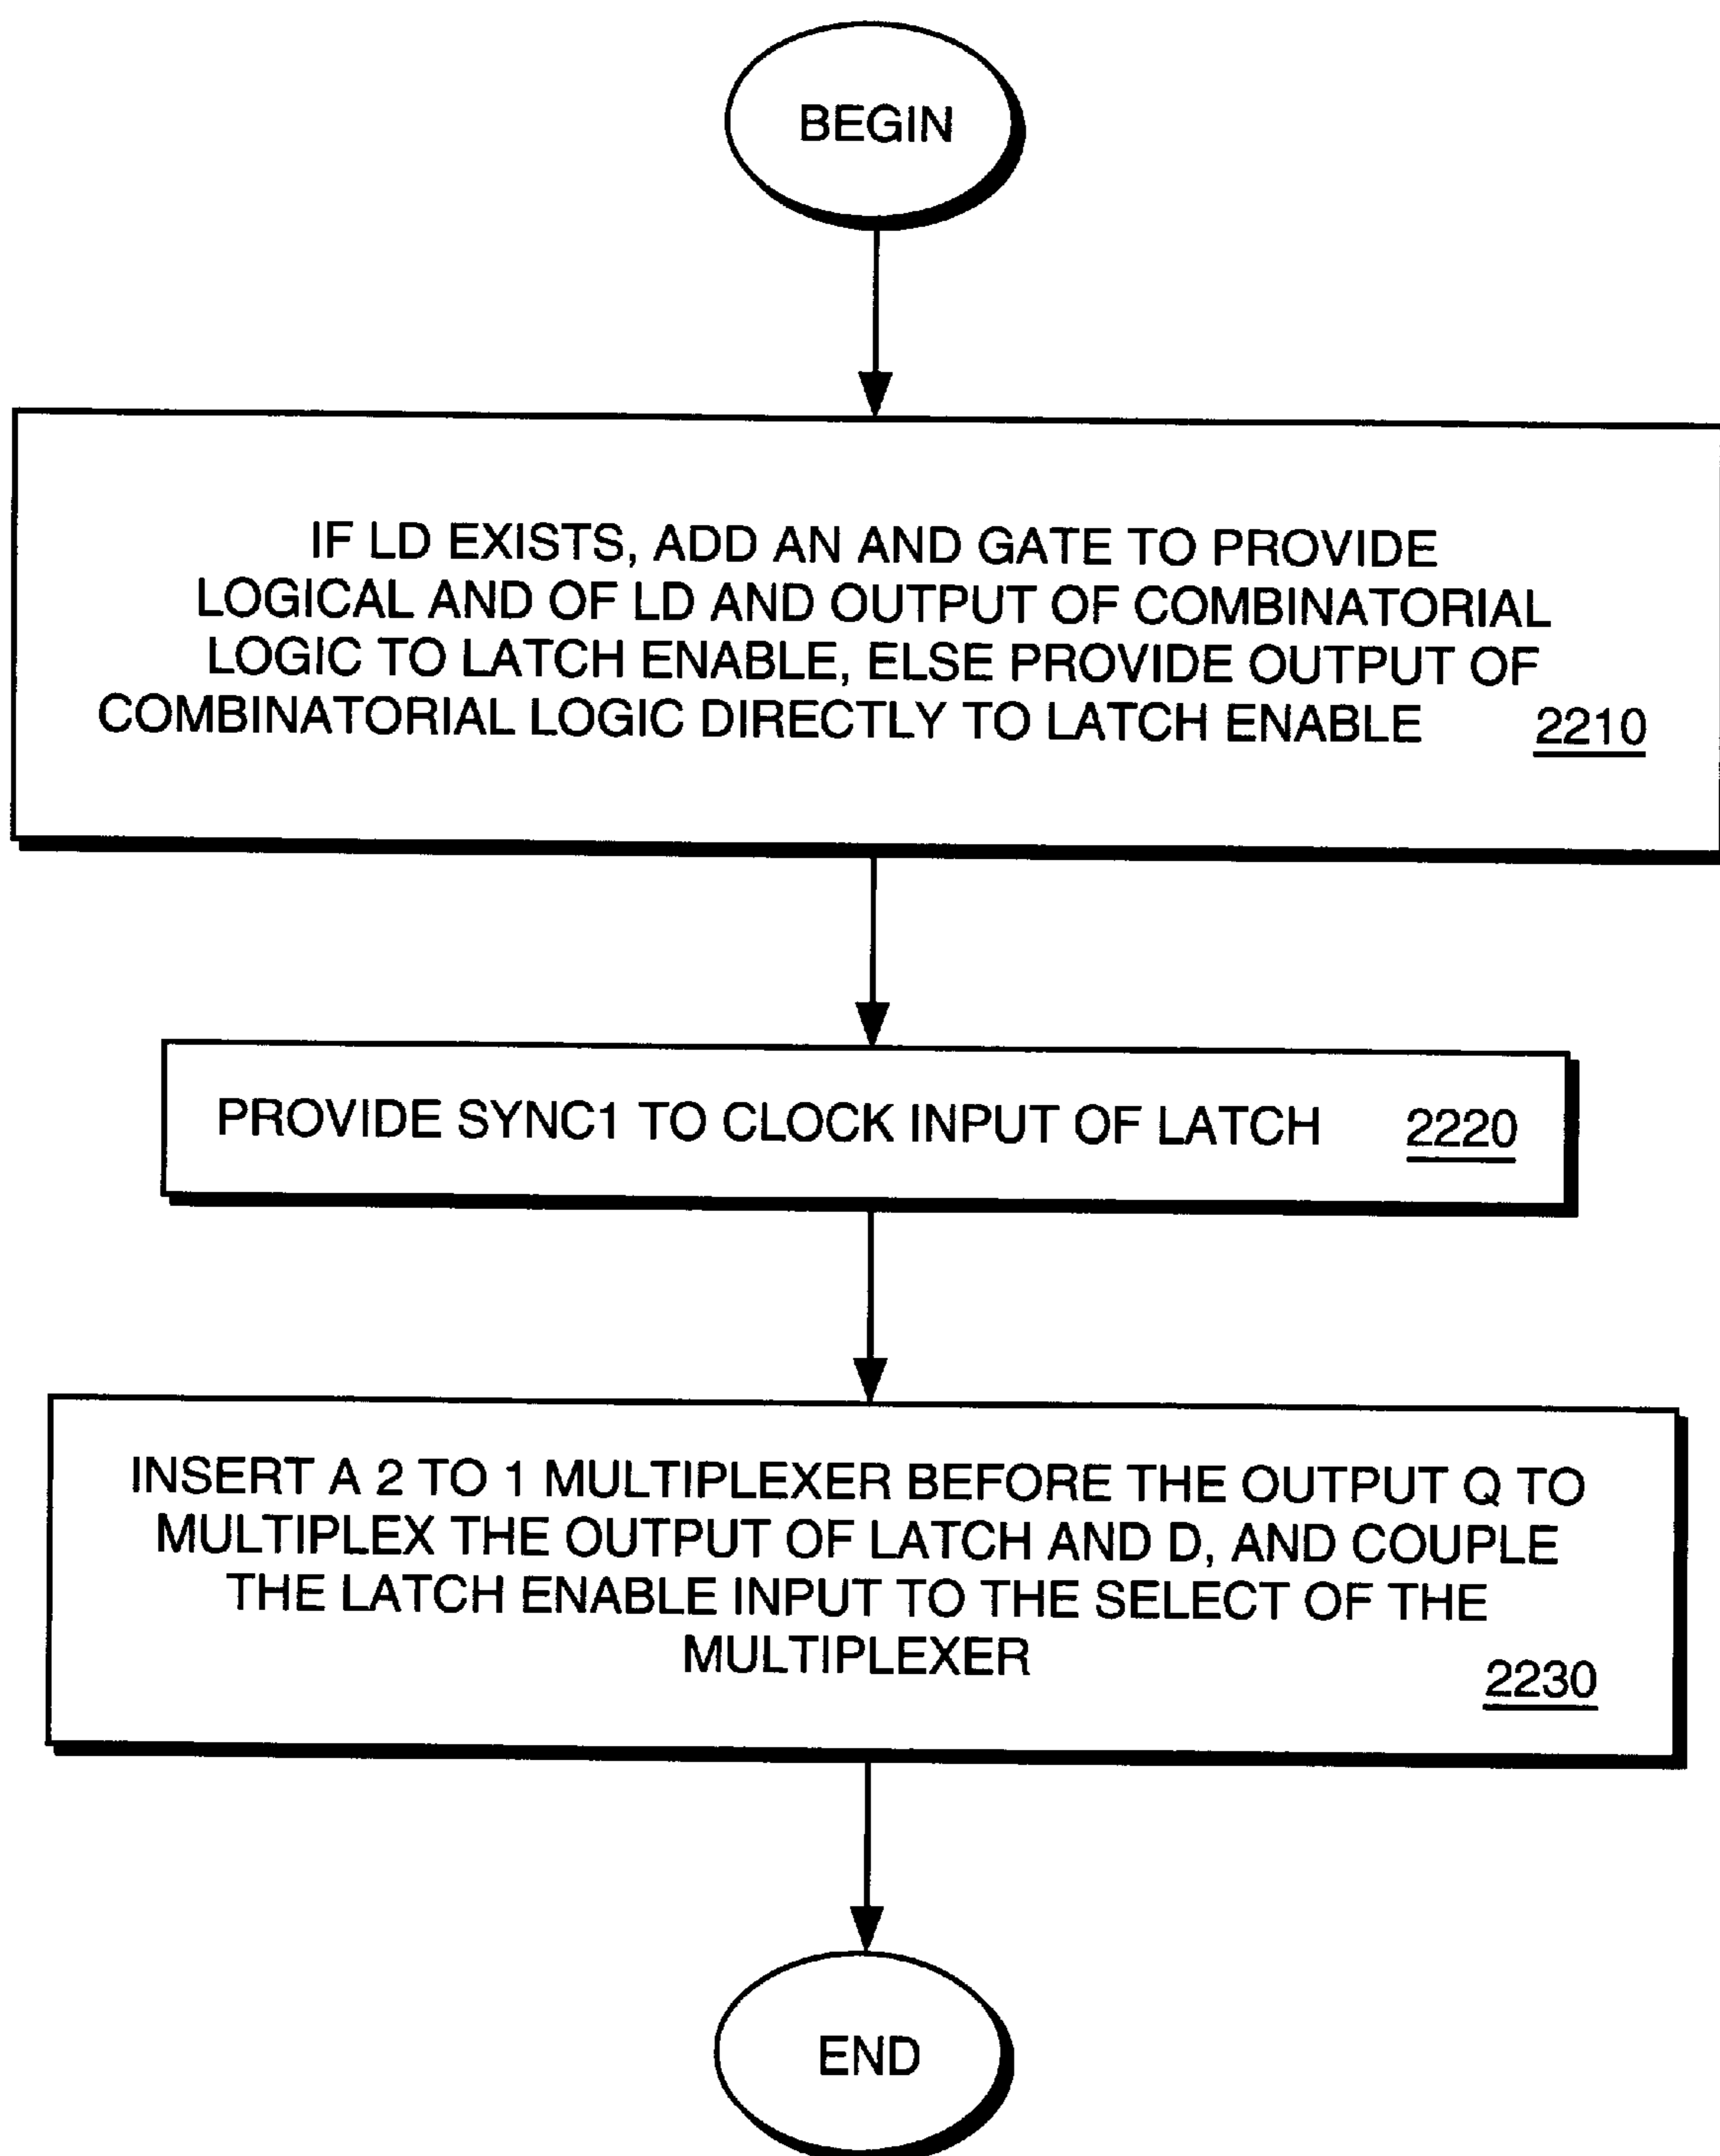 BEGIN
IF LD EXISTS, ADD AN AND GATE TO PROVIDE
LOGICAL AND OF LD AND OUTPUT OF COMBINATORIAL
LOGIC TO LATCH ENABLE, ELSE PROVIDE OUTPUT OF
COMBINATORIAL LOGIC DIRECTLY TO LATCH ENABLE 2210
PROVIDE SYNC1 TO CLOCK INPUT OF LATCH 2220
INSERT A 2 TO 1 MULTIPLEXER BEFORE THE OUTPUT Q TO
MULTIPLEX THE OUTPUT OF LATCH AND D, AND COUPLE
THE LATCH ENABLE INPUT TO THE SELECT OF THE
MULTIPLEXER
2230
END